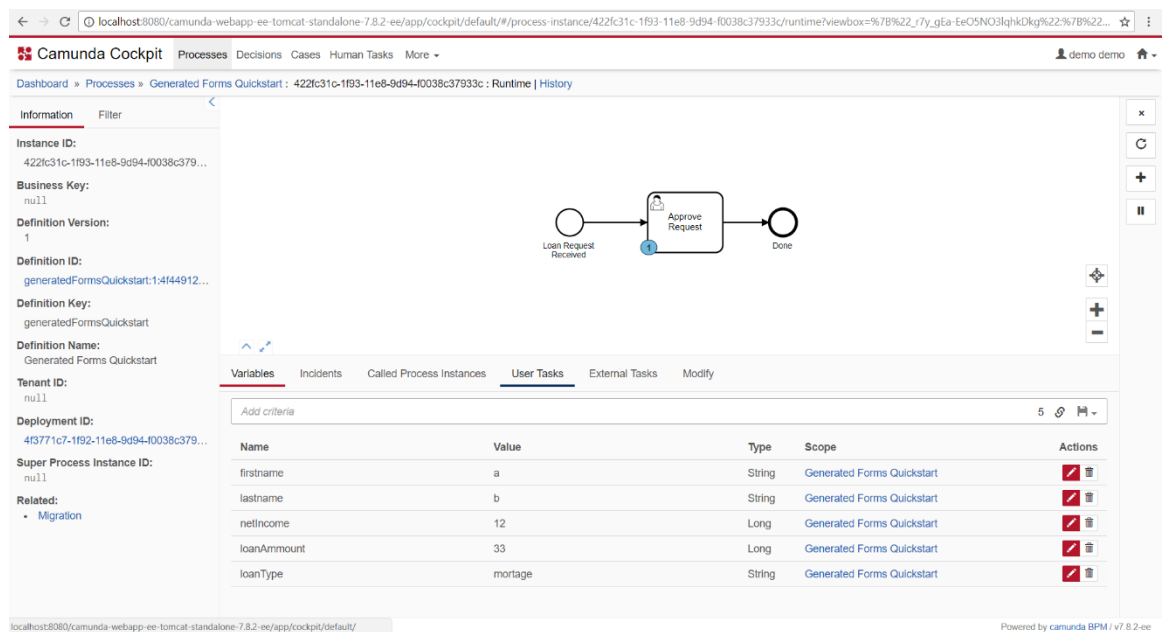 localhost:8080/camunda-webapp-ee-tomcat-standalone-7.8.2-ee/app/cockpit/default/#/process-instance/422fc31c-1f93-11e8-9d94-f0038c37933c/runtime?viewbox=%7B%22_r7y_gEa-EeO5NO3lqhkDkg%22:%7B%22...
Camunda Cockpit Processes Decisions Cases Human Tasks More demo demo
Dashboard » Processes » Generated Forms Quickstart : 422fc31c-1f93-11e8-9d94-f0038c37933c : Runtime | History
Information Filter
Instance ID:
422fc31c-1f93-11e8-9d94-f0038c379...
Business Key:
null
Definition Version:
1
Definition ID:
generatedFormsQuickstart:1:4f44912...
Definition Key:
generatedFormsQuickstart
Definition Name:
Generated Forms Quickstart
Tenant ID:
null
Deployment ID:
4f3771c7-1f92-11e8-9d94-f0038c379...
Super Process Instance ID:
null
Related:
• Migration
Loan Request
Received
Approve
Request
1
Done
Variables Incidents Called Process Instances User Tasks External Tasks Modify
Add criteria 5
Name Value Type Scope Actions
firstname a String Generated Forms Quickstart
lastname b String Generated Forms Quickstart
netIncome 12 Long Generated Forms Quickstart
loanAmmount 33 Long Generated Forms Quickstart
loanType mortage String Generated Forms Quickstart
localhost:8080/camunda-webapp-ee-tomcat-standalone-7.8.2-ee/app/cockpit/default/
Powered by camunda BPM / v7.8.2-ee